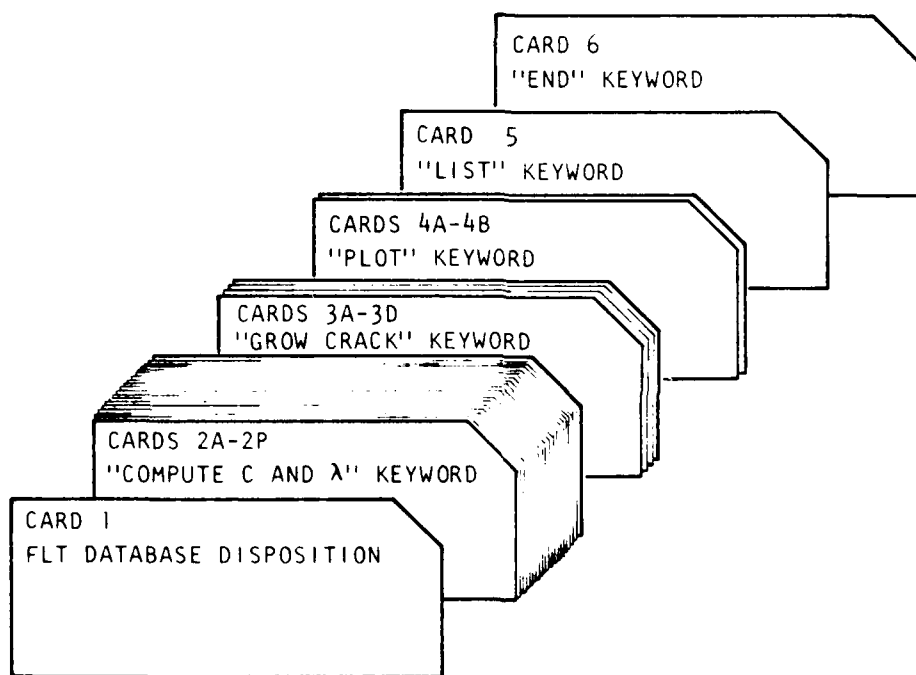 CARD 6
"END" KEYWORD
CARD 5
"LIST" KEYWORD
CARDS 4A-4B
"PLOT" KEYWORD
CARDS 3A-3D
"GROW CRACK" KEYWORD
CARDS 2A-2P
"COMPUTE C AND λ" KEYWORD
CARD 1
FLT DATABASE DISPOSITION